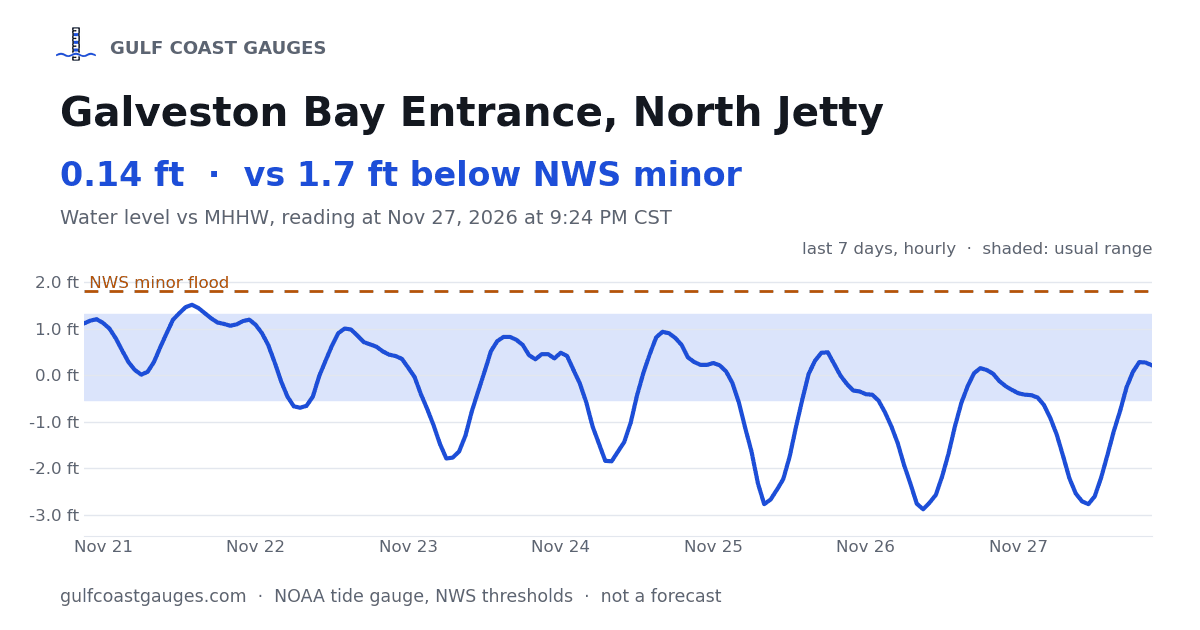 GULF COAST GAUGES
Galveston Bay Entrance, North Jetty
0.14 ft · vs 1.7 ft below NWS minor
Water level vs MHHW, reading at Nov 27, 2026 at 9:24 PM CST
last 7 days, hourly · shaded: usual range
2.0 ft
NWS minor flood
1.0 ft
0.0 ft
-1.0 ft
-2.0 ft
-3.0 ft
Nov 21 Nov 22 Nov 23 Nov 24 Nov 25 Nov 26 Nov 27
gulfcoastgauges.com · NOAA tide gauge, NWS thresholds · not a forecast